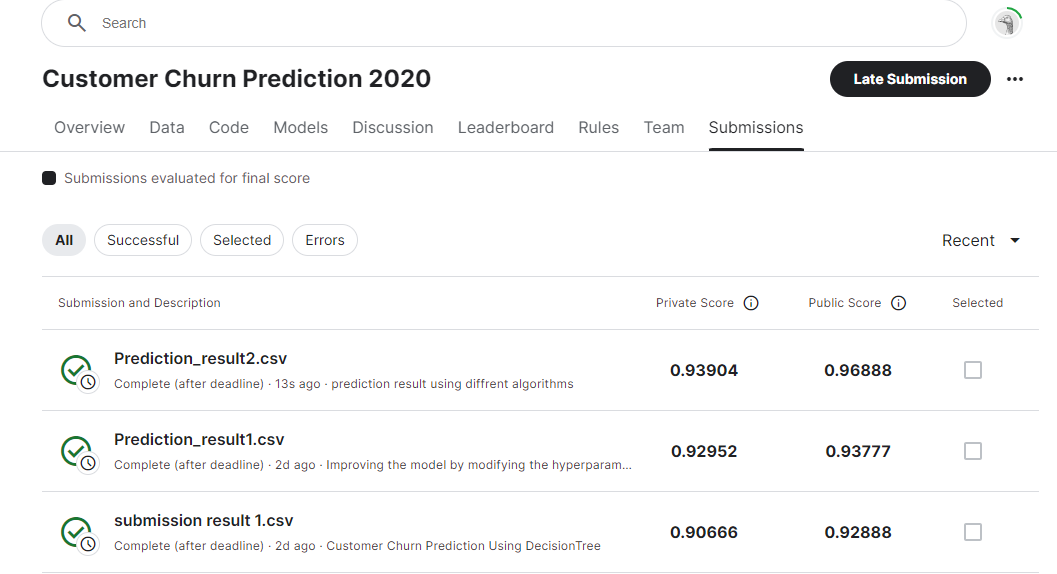 Search
Customer Churn Prediction 2020
Late Submission
Overview Data Code Models Discussion Leaderboard Rules Team Submissions
Submissions evaluated for final score
All Successful Selected Errors Recent
Submission and Description Private Score Public Score Selected
Prediction_result2.csv
Complete (after deadline) · 13s ago · prediction result using diffrent algorithms
0.93904 0.96888
Prediction_result1.csv
Complete (after deadline) · 2d ago · Improving the model by modifying the hyperparam...
0.92952 0.93777
submission result 1.csv
Complete (after deadline) · 2d ago · Customer Churn Prediction Using DecisionTree
0.90666 0.92888